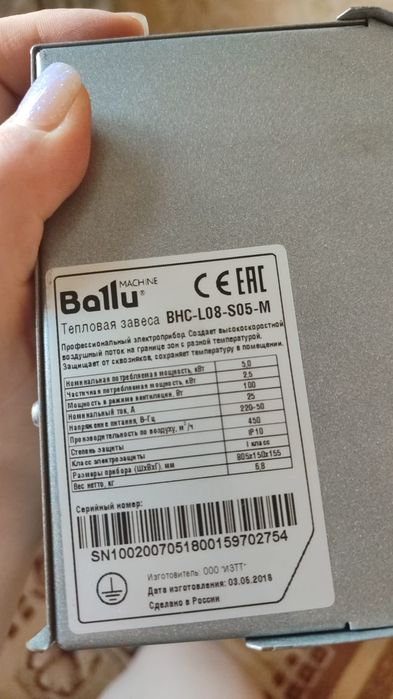 Ballu MACHINE ®
CE EAC
Тепловая завеса BHC-L08-S05-M
Профессиональный электроприбор. Создает высокоскоростной
воздушный поток на границе зон с разной температурой.
Защищает от сквозняков, сохраняет температуру в помещении.
Номинальная потребляемая мощность, кВт 5,0
Частичная потребляемая мощность, кВт 2,5
Мощность в режиме вентиляции, Вт 100
Номинальный ток, А 25
Напряжение питания, В-Гц 220-50
Производительность по воздуху, м³/ч 450
Степень защиты IP10
Класс электрозащиты I класс
Размеры прибора (ШхВхГ), мм 805х150х155
Вес нетто, кг 6,8
Серийный номер:
SN1002007051800159702754
Изготовитель: ООО "ИЗТТ"
Дата изготовления: 03.05.2018
Сделано в России